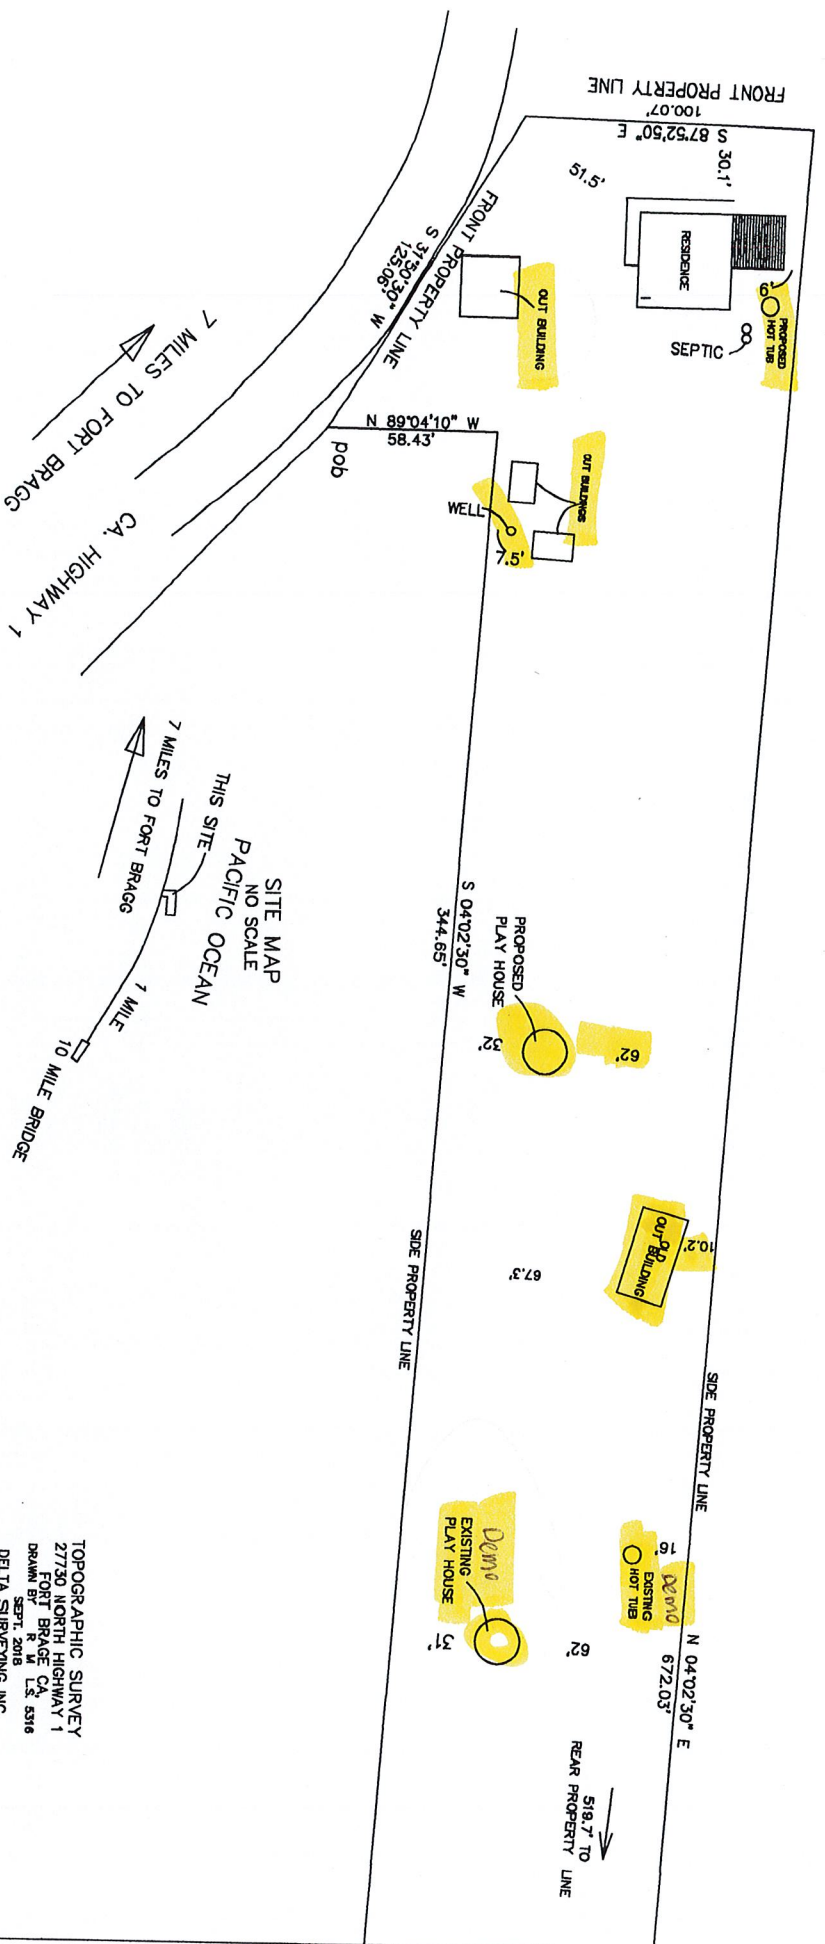 FRONT PROPERTY LINE
100.07'
S 87°52'50" E
30.1'
51.5'
RESIDENCE
6'
PROPOSED
HOT TUB
SEPTIC
FRONT PROPERTY LINE
S 31°50'30" W
125.06'
OUT BUILDING
7 MILES TO FORT BRAGG
CA. HIGHWAY 1
N 89°04'10" W
58.43'
pob
OUT BUILDINGS
WELL
7.5'
S 04°02'30" W
344.65'
PROPOSED
PLAY HOUSE
32'
62'
SITE MAP
NO SCALE
PACIFIC OCEAN
THIS SITE
7 MILES TO FORT BRAGG
1 MILE
10 MILE BRIDGE
10.2'
OLD
OUT BUILDING
67.3'
SIDE PROPERTY LINE
SIDE PROPERTY LINE
Demo
EXISTING
PLAY HOUSE
31'
16'
Demo
EXISTING
HOT TUB
62'
N 04°02'30" E
672.03'
519.7' TO
REAR PROPERTY LINE
TOPOGRAPHIC SURVEY
27730 NORTH HIGHWAY 1
FORT BRAGE CA,
DRAWN BY R M L.S. 5316
SEPT. 2018
DELTA SURVEYING INC